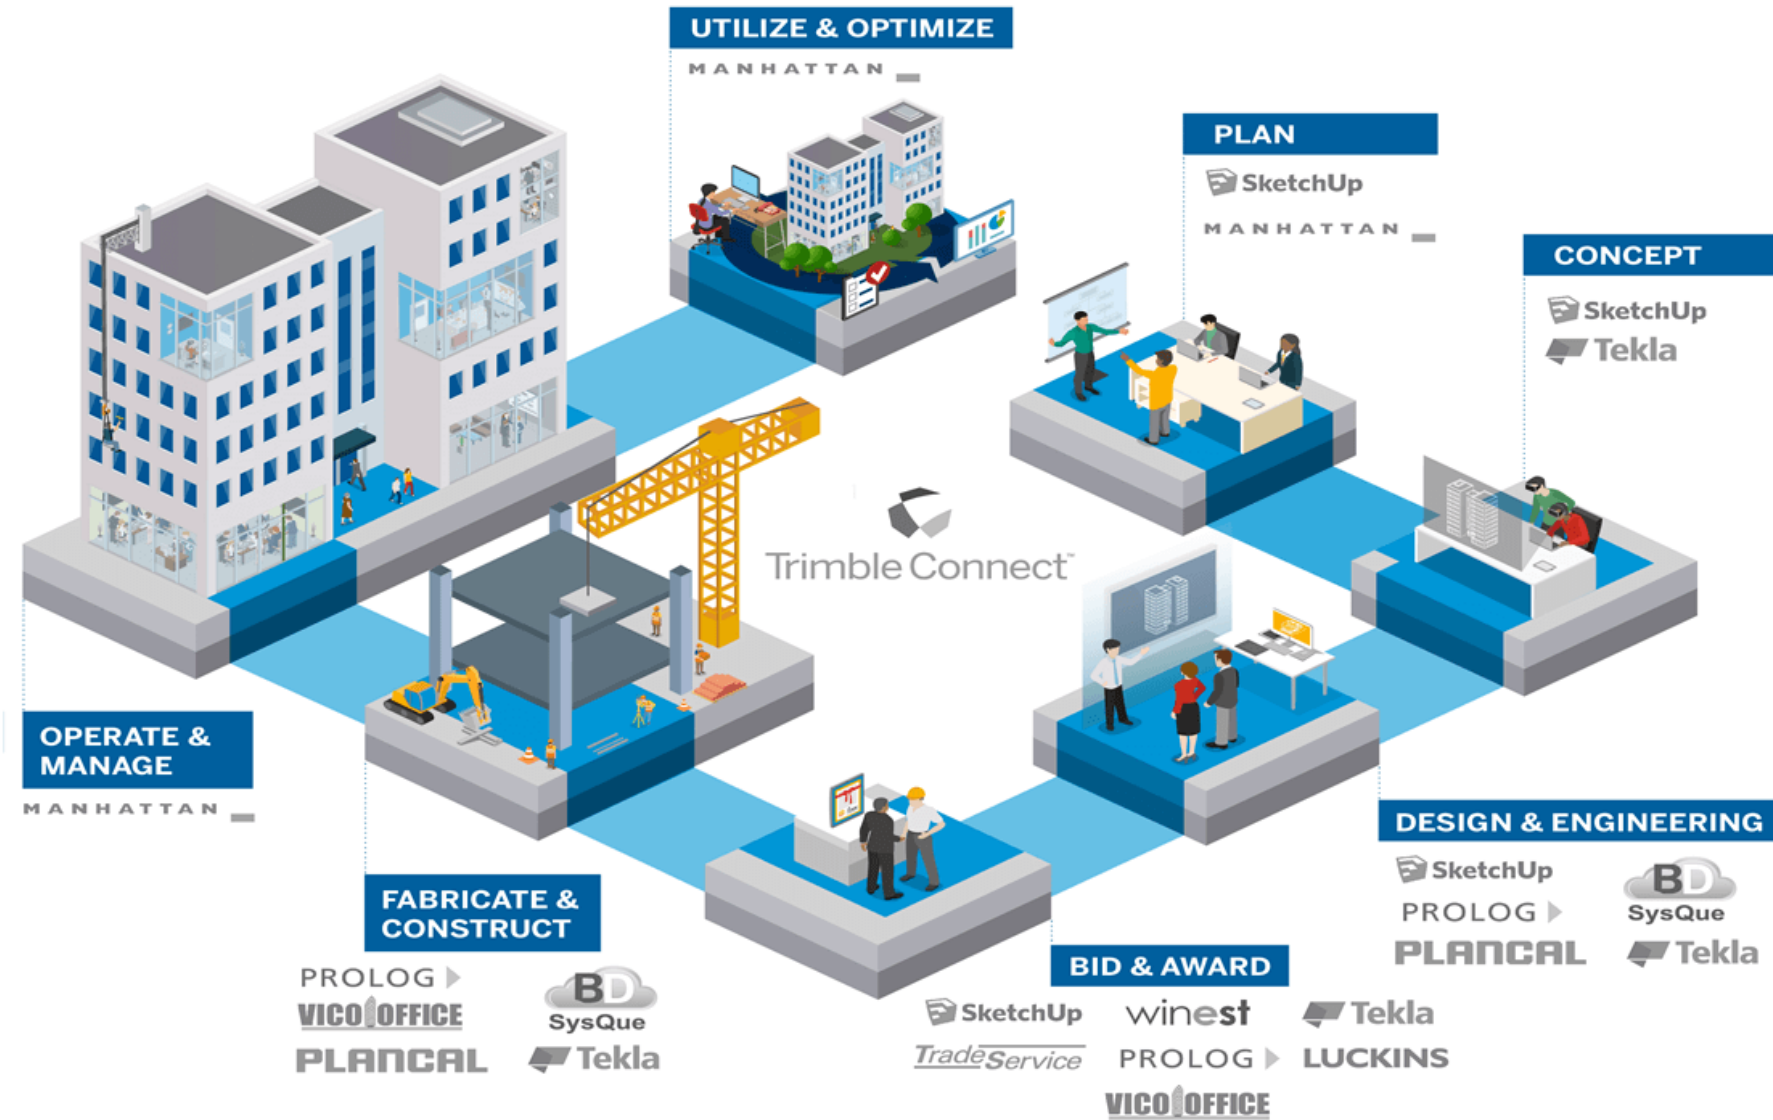 UTILIZE & OPTIMIZE
MANHATTAN
PLAN
SketchUp
MANHATTAN
CONCEPT
SketchUp
Tekla
Trimble Connect™
OPERATE &
MANAGE
MANHATTAN
FABRICATE &
CONSTRUCT
PROLOG
VICO OFFICE
PLANCAL
BD
SysQue
Tekla
BID & AWARD
SketchUp
winest
Tekla
TradeService
PROLOG
LUCKINS
VICO OFFICE
DESIGN & ENGINEERING
SketchUp
BD
PROLOG
SysQue
PLANCAL
Tekla